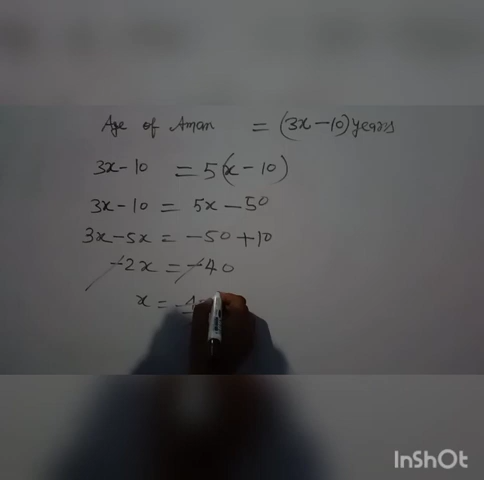 Age of Aman = (3x-10) years
3x-10 = 5(x-10)
3x-10 = 5x-50
3x-5x = -50+10
-2x = -40
x =
InShOt